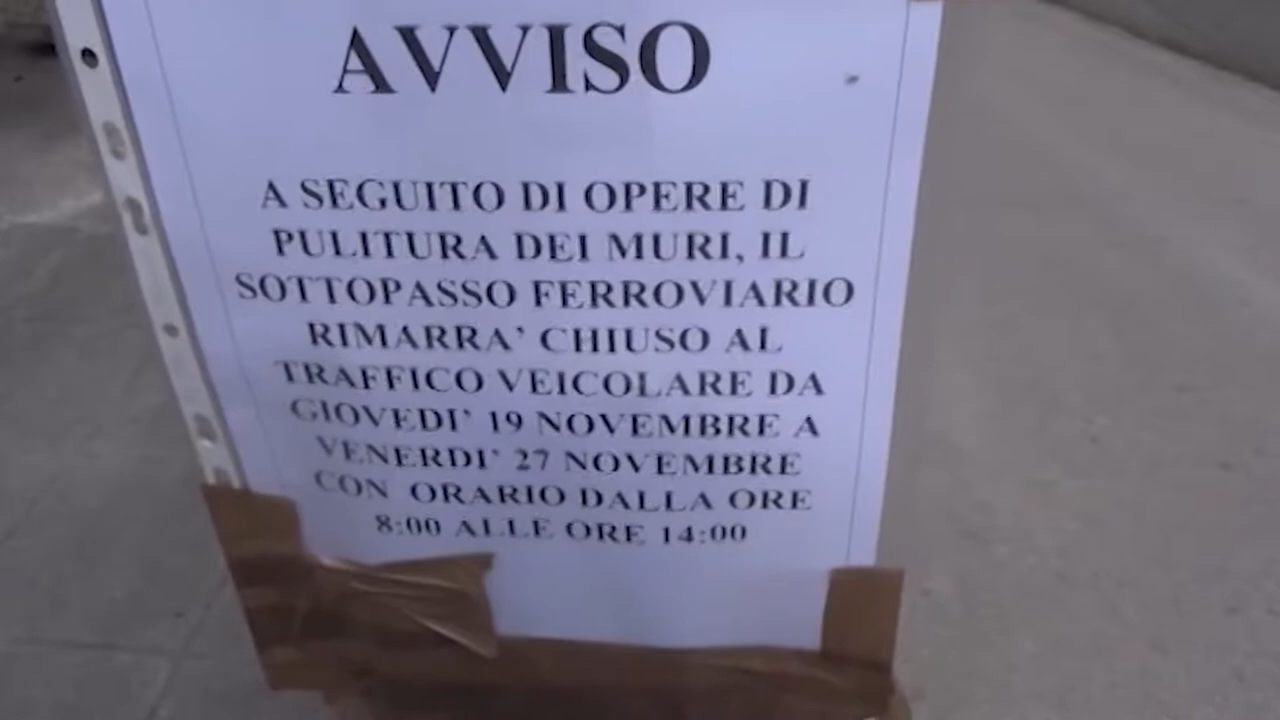 AVVISO
A SEGUITO DI OPERE DI
PULITURA DEI MURI, IL
SOTTOPASSO FERROVIARIO
RIMARRA' CHIUSO AL
TRAFFICO VEICOLARE DA
GIOVEDI' 19 NOVEMBRE A
VENERDI' 27 NOVEMBRE
CON ORARIO DALLA ORE
8:00 ALLE ORE 14:00